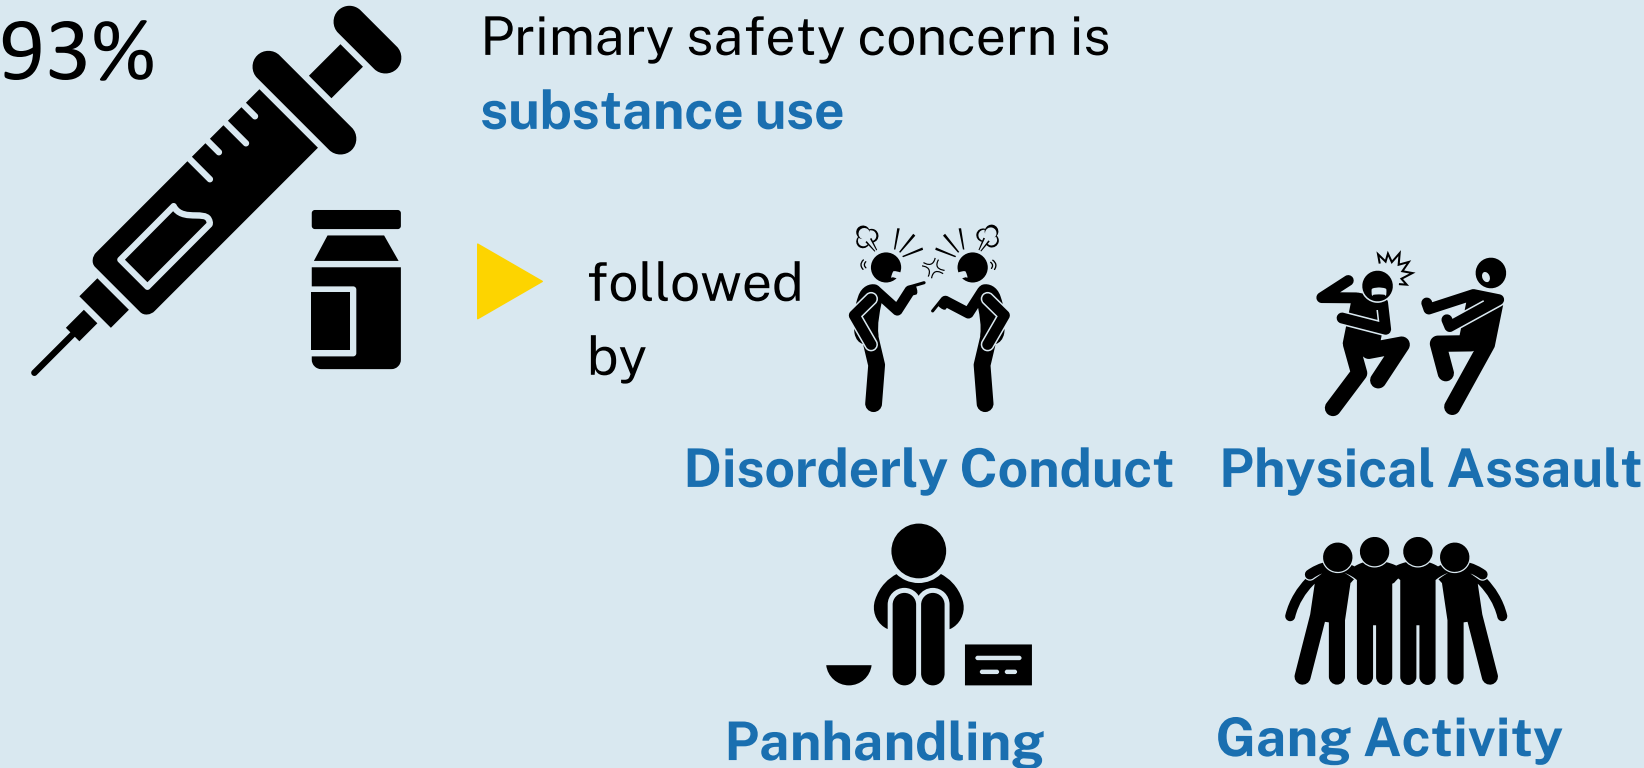 93%
Primary safety concern is
substance use
followed
by
Disorderly Conduct
Physical Assault
Panhandling
Gang Activity